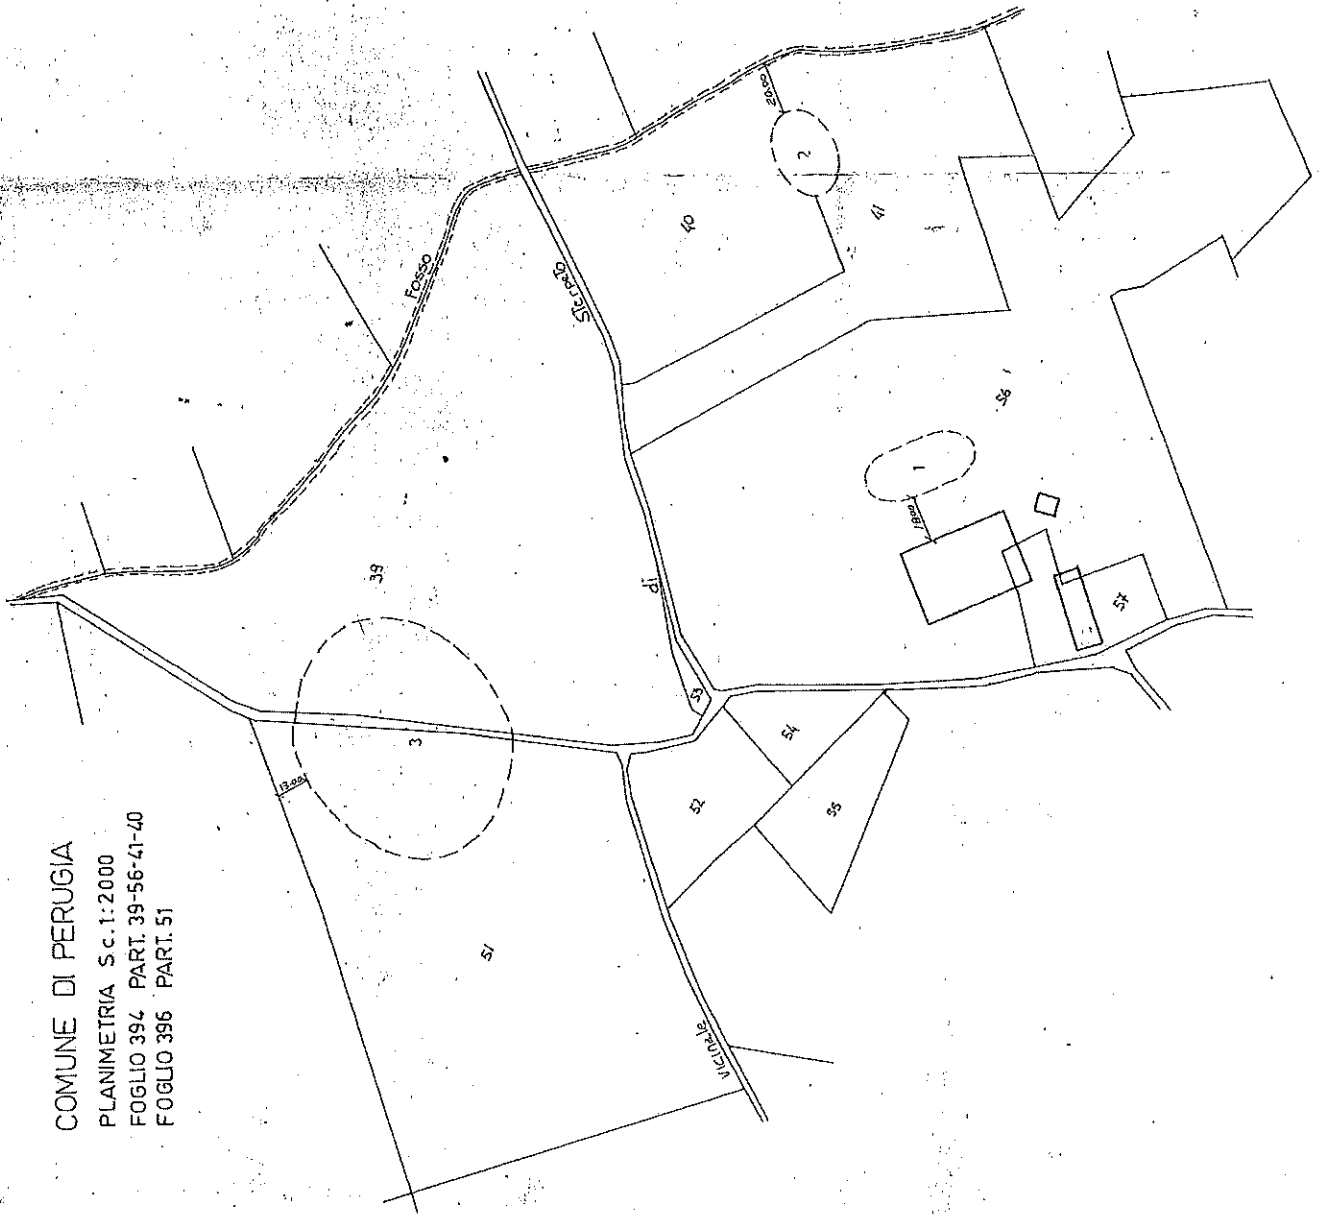 COMUNE DI PERUGIA
PLANIMETRIA Sc. 1:2000
FOGLIO 394 PART. 39-56-41-40
FOGLIO 396 PART. 51
Fosso
Sterpeto
di
Vicinale
39
40
41
51
52
53
54
55
56
57
1
2
3
20.00
18.00
13.00